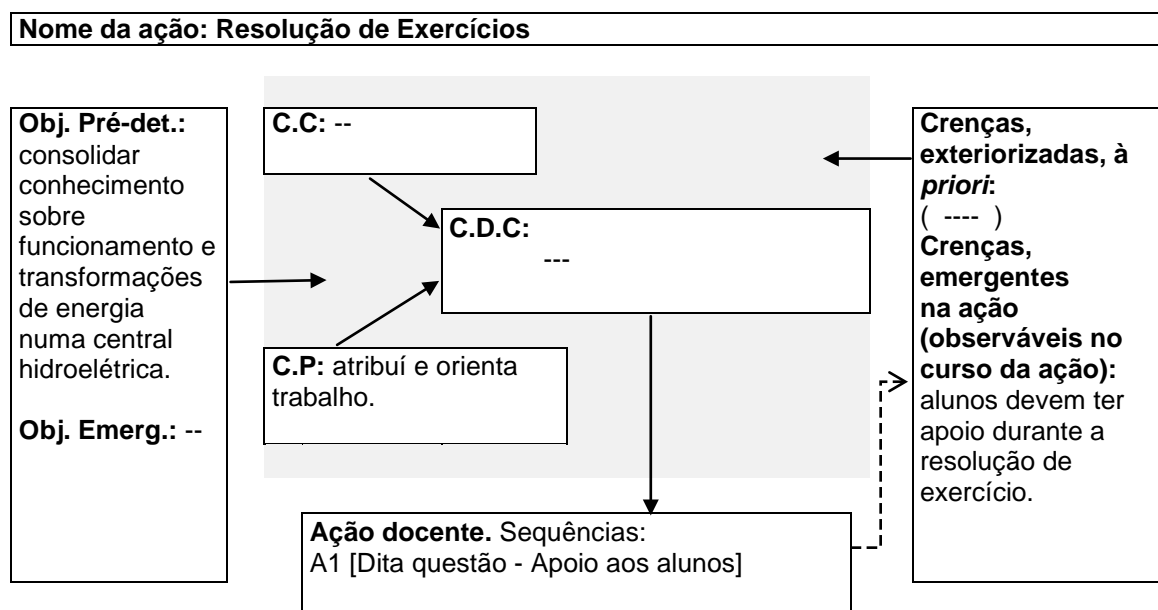 Nome da ação: Resolução de Exercícios
Obj. Pré-det.:
consolidar
conhecimento
sobre
funcionamento e
transformações
de energia
numa central
hidroelétrica.
Obj. Emerg.: --
C.C: --
C.D.C:
---
C.P: atribuí e orienta
trabalho.
Ação docente. Sequências:
A1 [Dita questão - Apoio aos alunos]
Crenças,
exteriorizadas, à
priori:
( ---- )
Crenças,
emergentes
na ação
(observáveis no
curso da ação):
alunos devem ter
apoio durante a
resolução de
exercício.